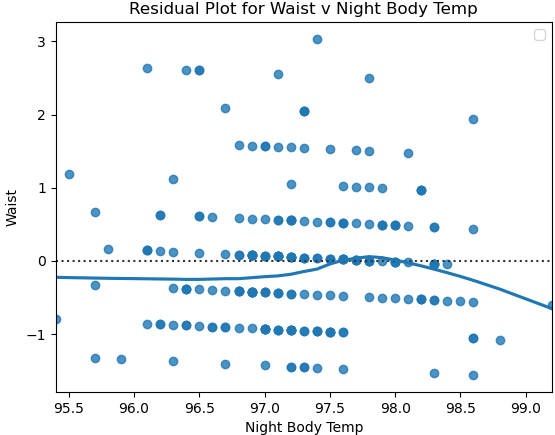 Residual Plot for Waist v Night Body Temp
3
2
1
0
−1
Waist
95.5 96.0 96.5 97.0 97.5 98.0 98.5 99.0
Night Body Temp